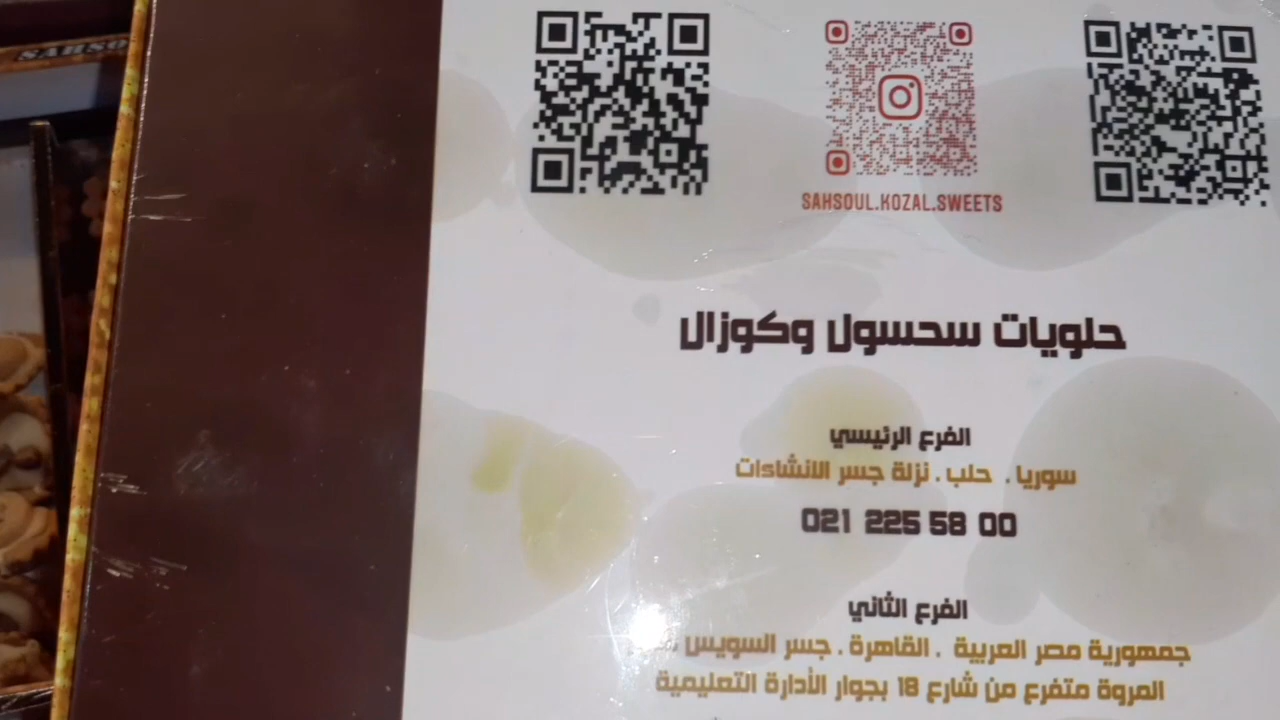 SAHSO
SAHSOUL.KOZAL.SWEETS
حلويات سحسول وكوزال
الفرع الرئيسي
سوريا . حلب . نزلة جسر الانشاءات
021 225 58 00
الفرع الثاني
جمهورية مصر العربية . القاهرة . جسر السويس
المروة متفرع من شارع 18 بجوار الأدارة التعليمية